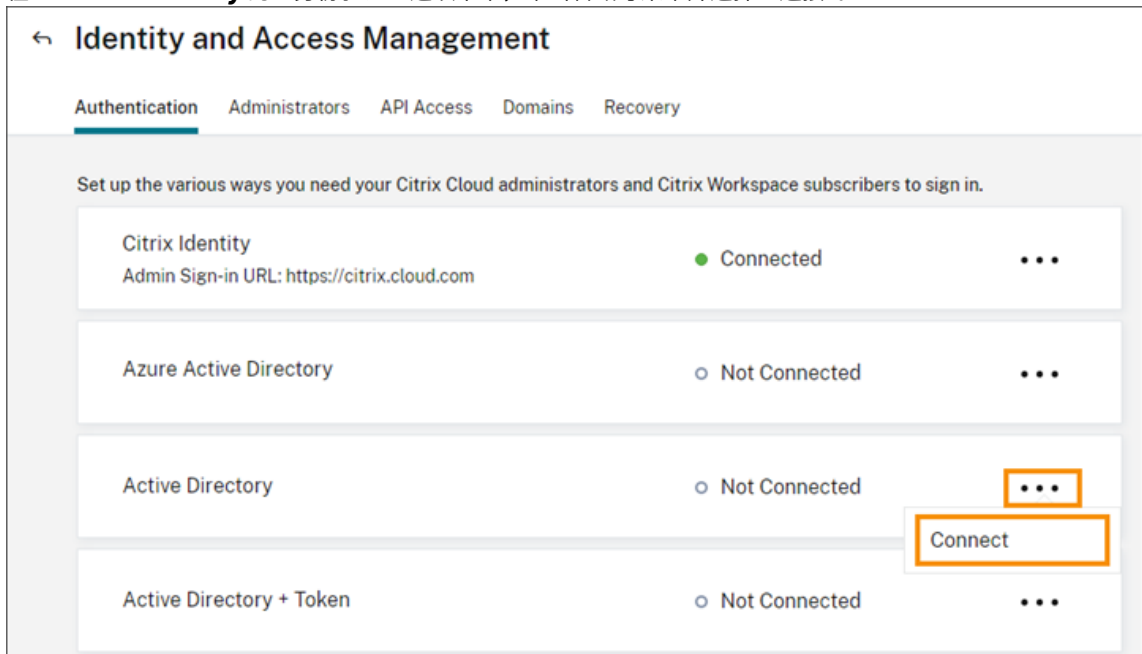 Identity and Access Management
Authentication Administrators API Access Domains Recovery
Set up the various ways you need your Citrix Cloud administrators and Citrix Workspace subscribers to sign in.
Citrix Identity
Admin Sign-in URL: https://citrix.cloud.com
Connected
Azure Active Directory
Not Connected
Active Directory
Not Connected
Connect
Active Directory + Token
Not Connected